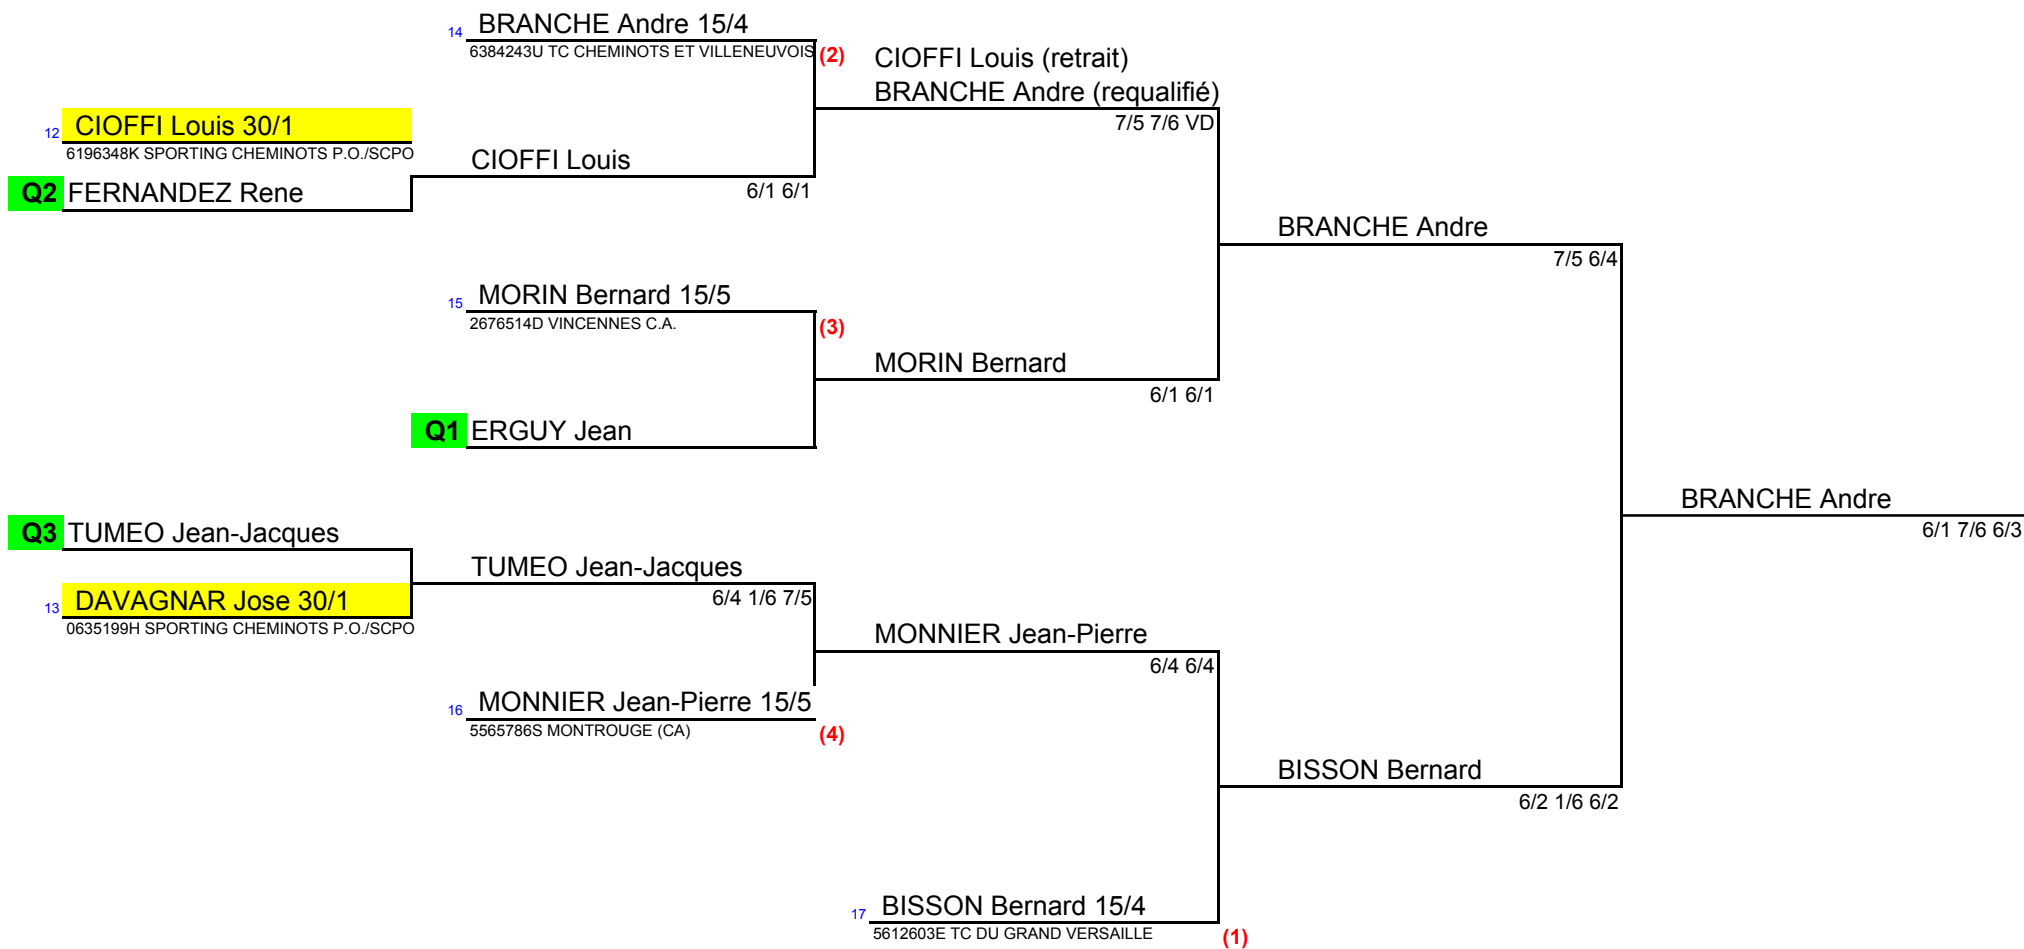 14 BRANCHE Andre 15/4
6384243U TC CHEMINOTS ET VILLENEUVOIS (2)
CIOFFI Louis (retrait)
BRANCHE Andre (requalifié)
7/5 7/6 VD
12 CIOFFI Louis 30/1
6196348K SPORTING CHEMINOTS P.O./SCPO
CIOFFI Louis
6/1 6/1
Q2 FERNANDEZ Rene
BRANCHE Andre
7/5 6/4
15 MORIN Bernard 15/5
2676514D VINCENNES C.A. (3)
MORIN Bernard
6/1 6/1
Q1 ERGUY Jean
BRANCHE Andre
6/1 7/6 6/3
Q3 TUMEO Jean-Jacques
TUMEO Jean-Jacques
6/4 1/6 7/5
13 DAVAGNAR Jose 30/1
0635199H SPORTING CHEMINOTS P.O./SCPO
MONNIER Jean-Pierre
6/4 6/4
16 MONNIER Jean-Pierre 15/5
5565786S MONTROUGE (CA) (4)
BISSON Bernard
6/2 1/6 6/2
17 BISSON Bernard 15/4
5612603E TC DU GRAND VERSAILLE (1)